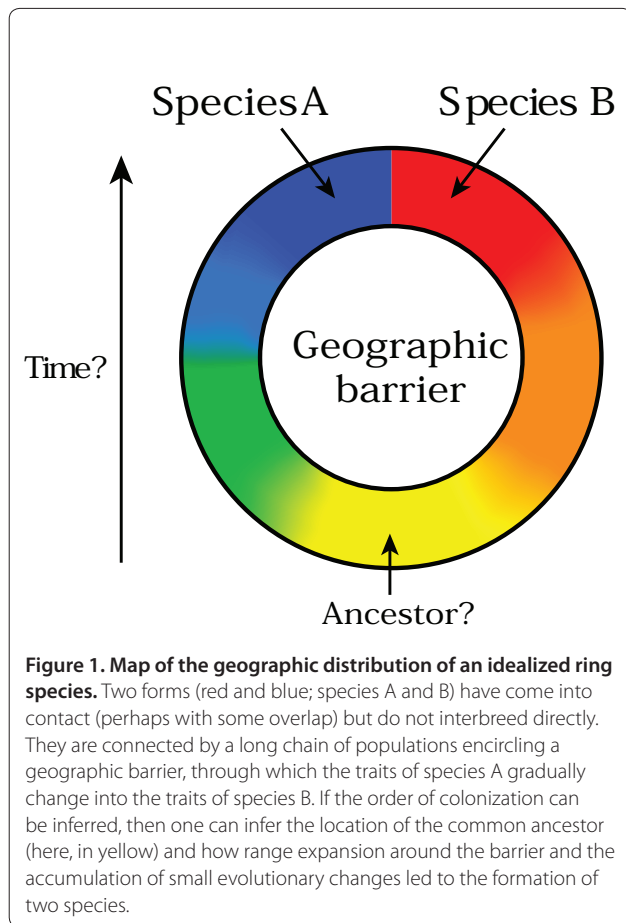 Species A
Species B
Time?
Geographic
barrier
Ancestor?
Figure 1. Map of the geographic distribution of an idealized ring
species. Two forms (red and blue; species A and B) have come into
contact (perhaps with some overlap) but do not interbreed directly.
They are connected by a long chain of populations encircling a
geographic barrier, through which the traits of species A gradually
change into the traits of species B. If the order of colonization can
be inferred, then one can infer the location of the common ancestor
(here, in yellow) and how range expansion around the barrier and the
accumulation of small evolutionary changes led to the formation of
two species.